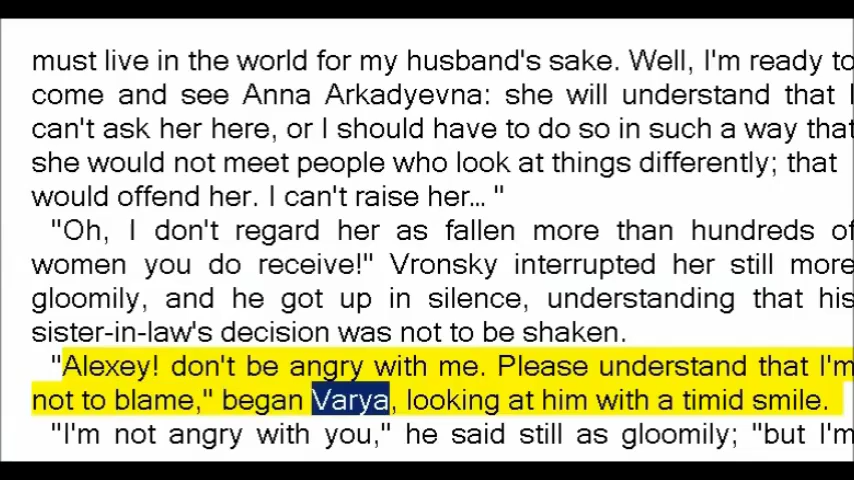 must live in the world for my husband's sake. Well, I'm ready to
come and see Anna Arkadyevna: she will understand that I
can't ask her here, or I should have to do so in such a way that
she would not meet people who look at things differently; that
would offend her. I can't raise her... "
"Oh, I don't regard her as fallen more than hundreds of
women you do receive!" Vronsky interrupted her still more
gloomily, and he got up in silence, understanding that his
sister-in-law's decision was not to be shaken.
"Alexey! don't be angry with me. Please understand that I'm
not to blame," began Varya, looking at him with a timid smile.
"I'm not angry with you," he said still as gloomily; "but I'm